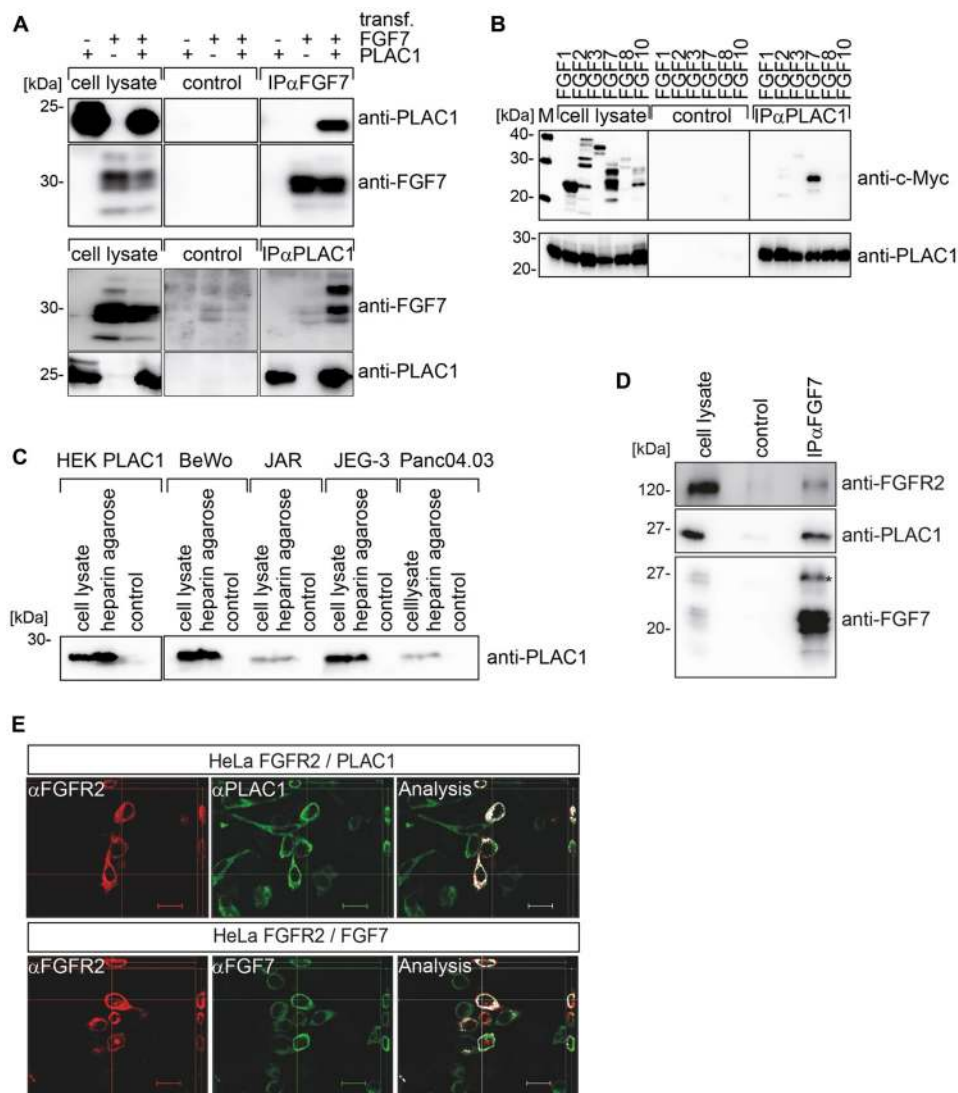 A
transf.
- + + - + + - + + FGF7
+ - + + - + + - + PLAC1
[kDa] cell lysate control IPαFGF7
25- anti-PLAC1
30- anti-FGF7
cell lysate control IPαPLAC1
30- anti-FGF7
25- anti-PLAC1
B
FGF1 FGF2 FGF3 FGF7 FGF8 FGF10 FGF1 FGF2 FGF3 FGF7 FGF8 FGF10 FGF1 FGF2 FGF3 FGF7 FGF8 FGF10
[kDa] M cell lysate control IPαPLAC1
40-
30- anti-c-Myc
20-
30-
20- anti-PLAC1
C
HEK PLAC1 BeWo JAR JEG-3 Panc04.03
cell lysate heparin agarose control cell lysate heparin agarose control cell lysate heparin agarose control cell lysate heparin agarose control celllysate heparin agarose control
[kDa]
30- anti-PLAC1
D
cell lysate control IPαFGF7
[kDa]
120- anti-FGFR2
27- anti-PLAC1
27- *
20- anti-FGF7
E
HeLa FGFR2 / PLAC1
αFGFR2 αPLAC1 Analysis
HeLa FGFR2 / FGF7
αFGFR2 αFGF7 Analysis